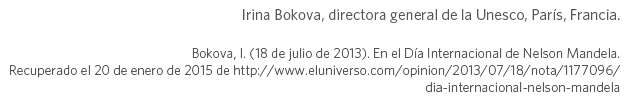 Irina Bokova, directora general de la Unesco, París, Francia.
Bokova, I. (18 de julio de 2013). En el Día Internacional de Nelson Mandela.
Recuperado el 20 de enero de 2015 de http://www.eluniverso.com/opinion/2013/07/18/nota/1177096/
dia-internacional-nelson-mandela